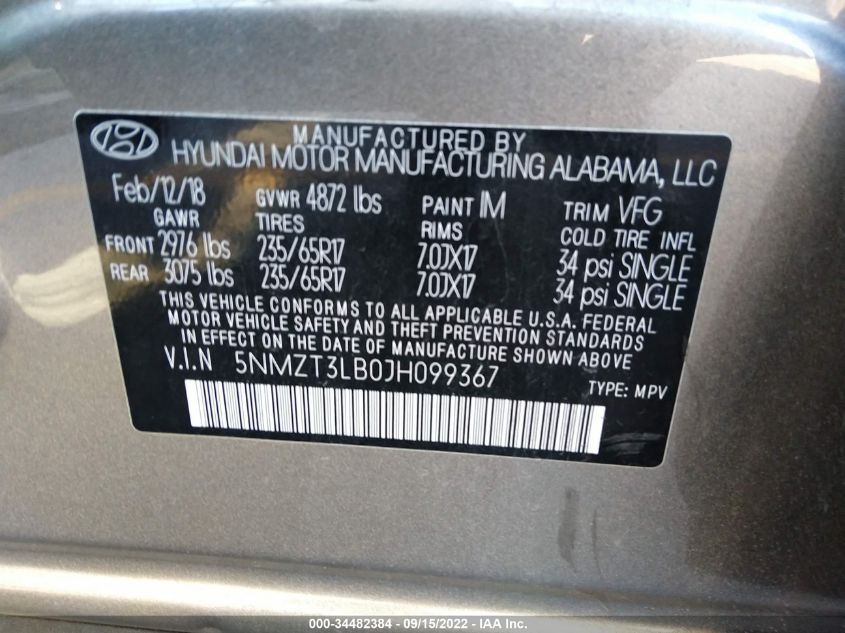 MANUFACTURED BY
HYUNDAI MOTOR MANUFACTURING ALABAMA, LLC
Feb/12/18 GVWR 4872 lbs PAINT IM TRIM VFG
GAWR TIRES RIMS COLD TIRE INFL
FRONT 2976 lbs 235/65R17 7.0JX17 34 psi SINGLE
REAR 3075 lbs 235/65R17 7.0JX17 34 psi SINGLE
THIS VEHICLE CONFORMS TO ALL APPLICABLE U.S.A. FEDERAL
MOTOR VEHICLE SAFETY AND THEFT PREVENTION STANDARDS
IN EFFECT ON THE DATE OF MANUFACTURE SHOWN ABOVE.
V.I.N 5NMZT3LB0JH099367
TYPE: MPV
000-34482384 - 09/15/2022 - IAA Inc.